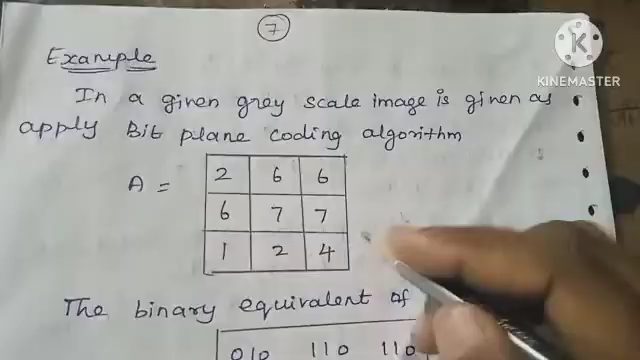 7
Example
In a given grey scale image is given as
apply Bit plane coding algorithm
A =
2 6 6
6 7 7
1 2 4
The binary equivalent of
010 110 110
K
KINEMASTER